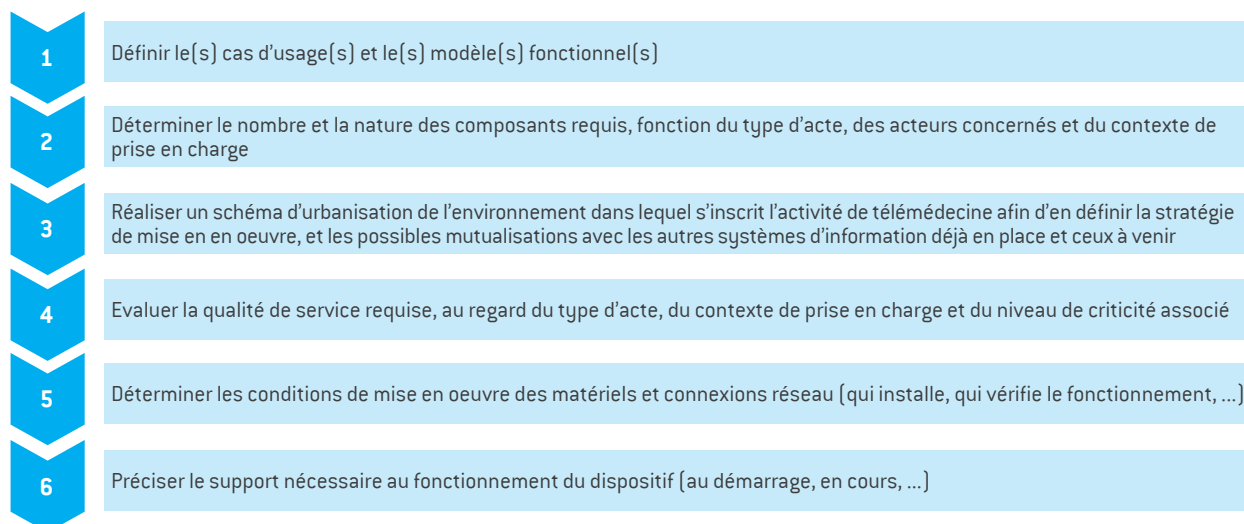 1
Définir le(s) cas d’usage(s) et le(s) modèle(s) fonctionnel(s)
2
Déterminer le nombre et la nature des composants requis, fonction du type d’acte, des acteurs concernés et du contexte de
prise en charge
3
Réaliser un schéma d’urbanisation de l’environnement dans lequel s’inscrit l’activité de télémédecine afin d’en définir la stratégie
de mise en en oeuvre, et les possibles mutualisations avec les autres systèmes d’information déjà en place et ceux à venir
4
Evaluer la qualité de service requise, au regard du type d’acte, du contexte de prise en charge et du niveau de criticité associé
5
Déterminer les conditions de mise en oeuvre des matériels et connexions réseau (qui installe, qui vérifie le fonctionnement, ...)
6
Préciser le support nécessaire au fonctionnement du dispositif (au démarrage, en cours, ...)